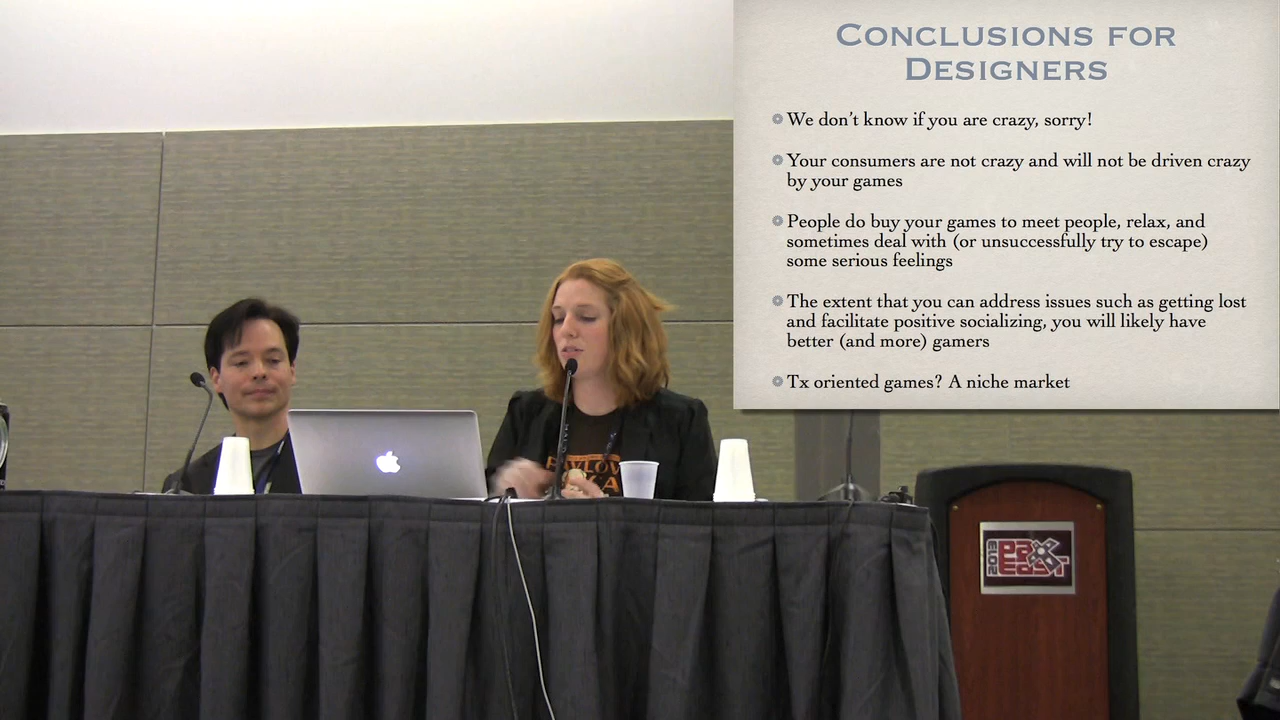 CONCLUSIONS FOR
DESIGNERS
We don't know if you are crazy, sorry!
Your consumers are not crazy and will not be driven crazy
by your games
People do buy your games to meet people, relax, and
sometimes deal with (or unsuccessfully try to escape)
some serious feelings
The extent that you can address issues such as getting lost
and facilitate positive socializing, you will likely have
better (and more) gamers
Tx oriented games? A niche market
PAVLOV
2013
PAX
East